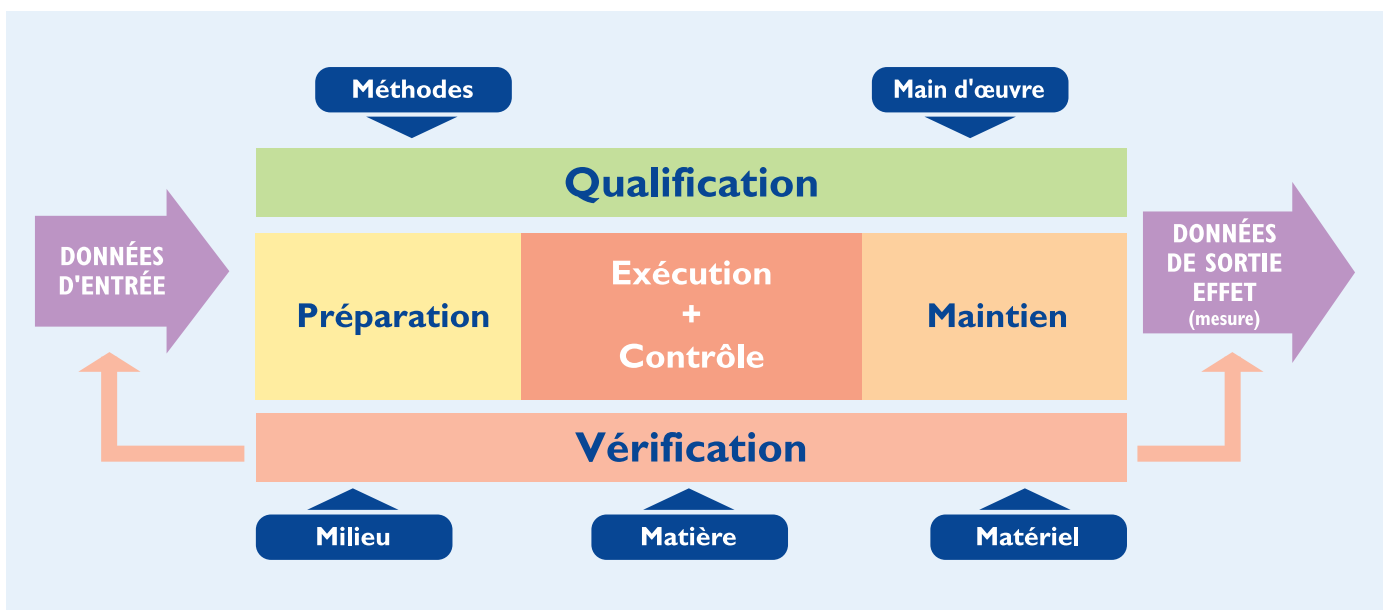 Méthodes
Main d'œuvre
Qualification
DONNÉES
D'ENTRÉE
Préparation
Exécution
+
Contrôle
Maintien
DONNÉES
DE SORTIE
EFFET
(mesure)
Vérification
Milieu
Matière
Matériel